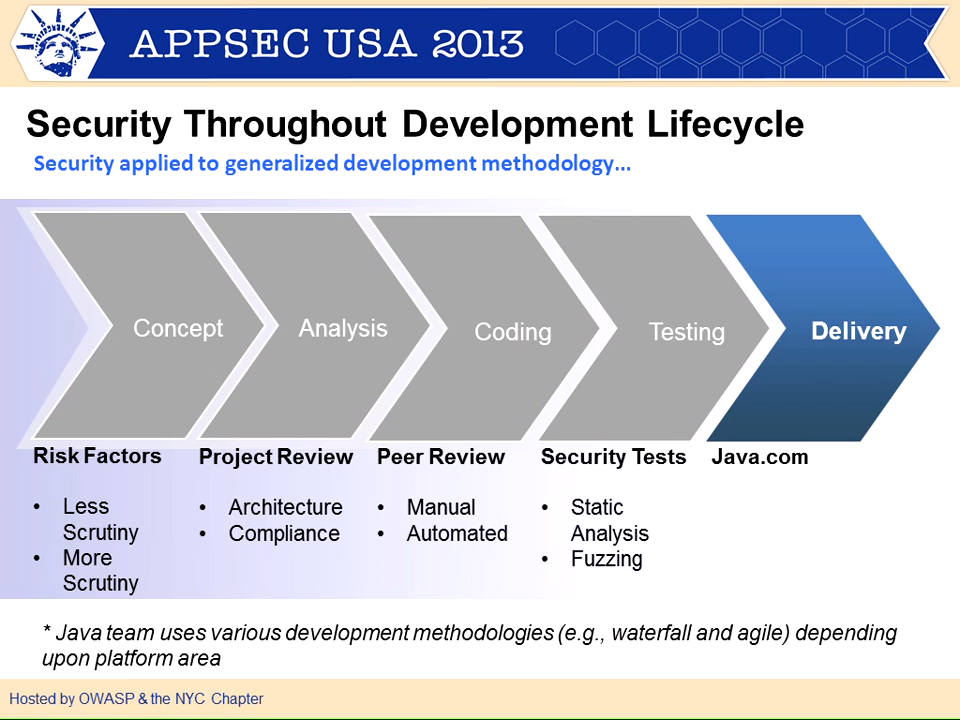 APPSEC USA 2013
Security Throughout Development Lifecycle
Security applied to generalized development methodology...
Concept
Analysis
Coding
Testing
Delivery
Risk Factors
• Less
Scrutiny
• More
Scrutiny
Project Review
• Architecture
• Compliance
Peer Review
• Manual
• Automated
Security Tests
• Static
Analysis
• Fuzzing
Java.com
* Java team uses various development methodologies (e.g., waterfall and agile) depending
upon platform area
Hosted by OWASP & the NYC Chapter